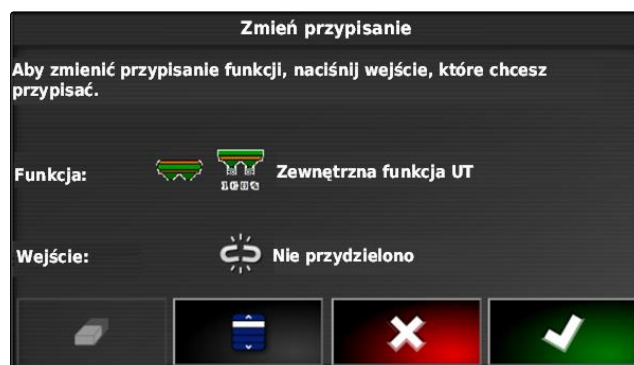 Zmień przypisanie
Aby zmienić przypisanie funkcji, naciśnij wejście, które chcesz
przypisać.
Funkcja: Zewnętrzna funkcja UT
Wejście: Nie przydzielono